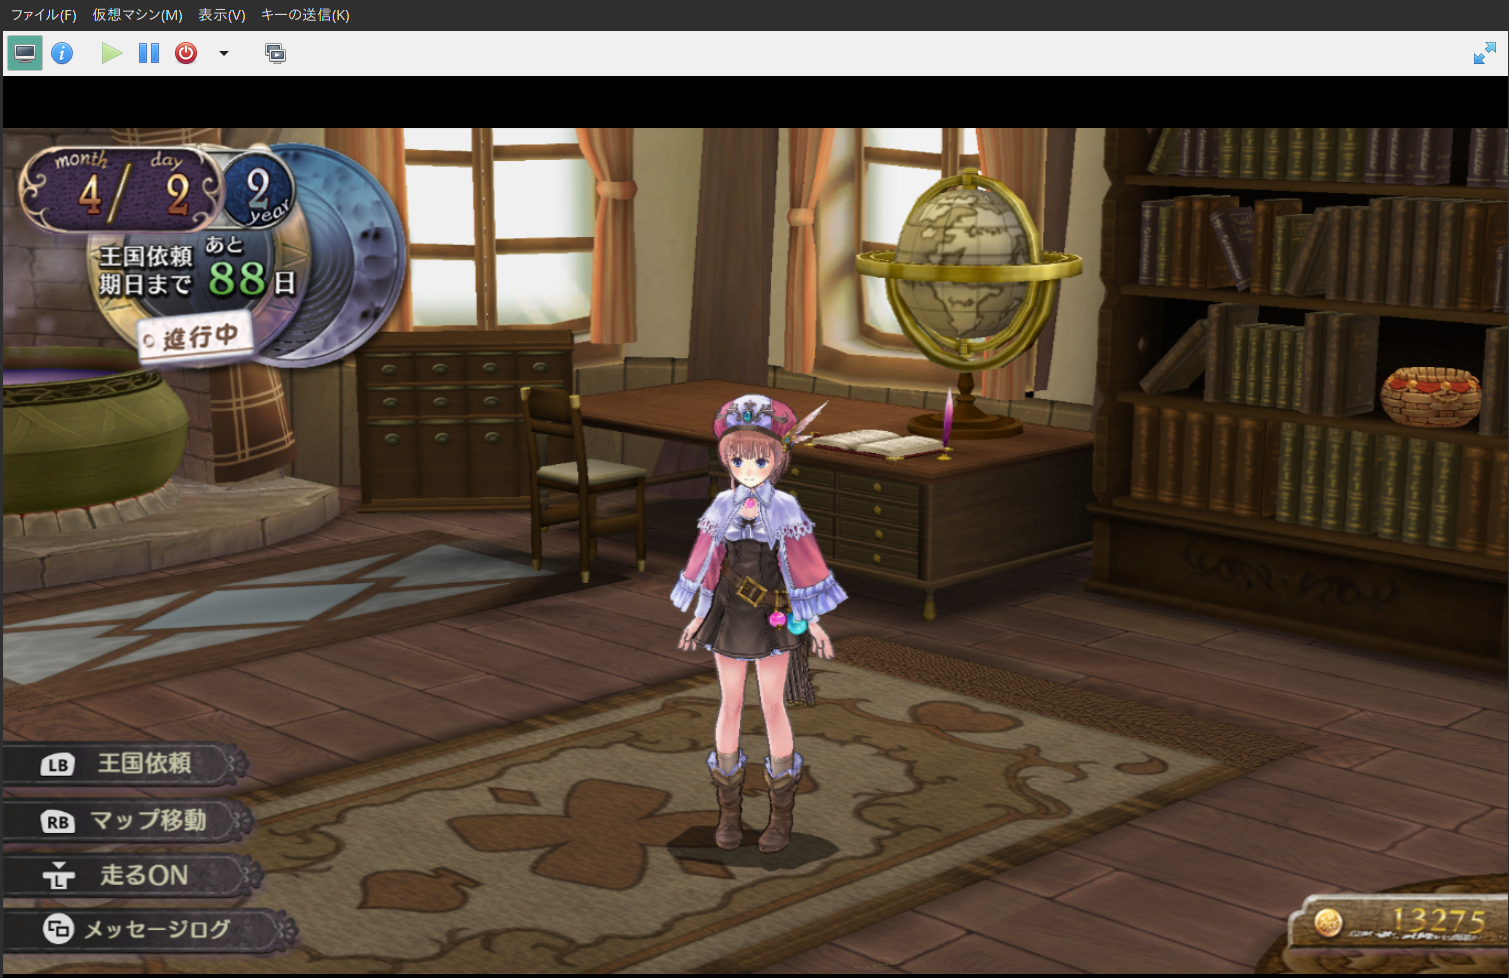 ファイル(F) 仮想マシン(M) 表示(V) キーの送信(K)
month day
4/ 2 2 year
王国依頼 あと
期日まで 88日
進行中
LB 王国依頼
RB マップ移動
L 走るON
メッセージログ
13275